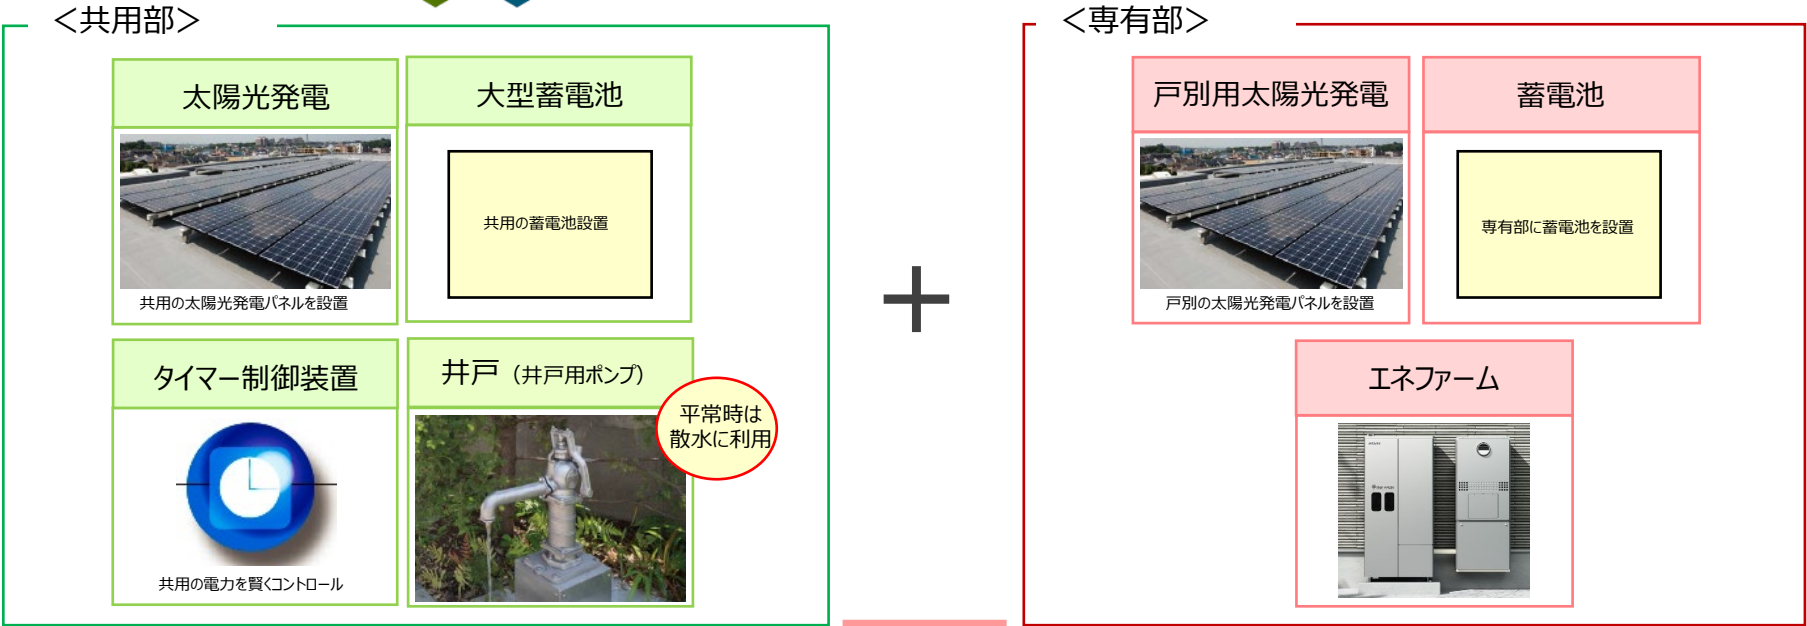 ＜共用部＞
太陽光発電
共用の太陽光発電パネルを設置
大型蓄電池
共用の蓄電池設置
タイマー制御装置
共用の電力を賢くコントロール
井戸（井戸用ポンプ）
平常時は
散水に利用
＋
＜専有部＞
戸別用太陽光発電
戸別の太陽光発電パネルを設置
蓄電池
専有部に蓄電池を設置
エネファーム